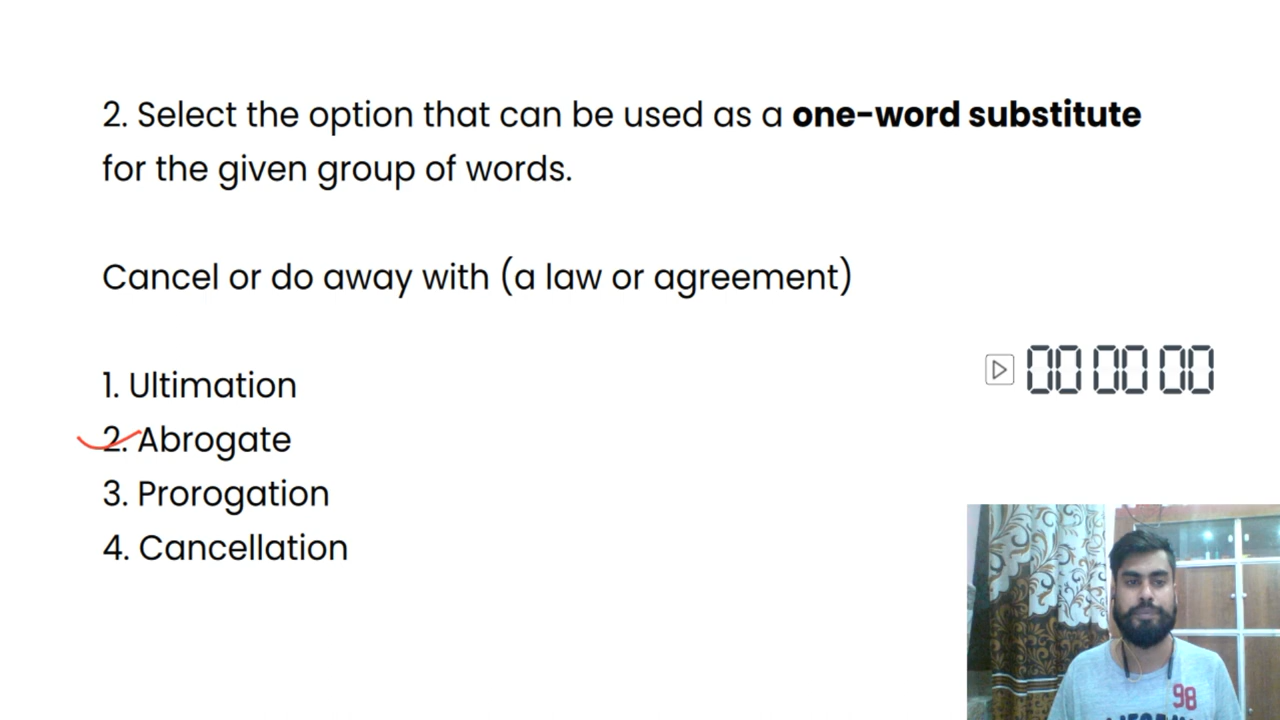 2. Select the option that can be used as a one-word substitute
for the given group of words.
Cancel or do away with (a law or agreement)
1. Ultimation
2. Abrogate
3. Prorogation
4. Cancellation
00 00 00
98